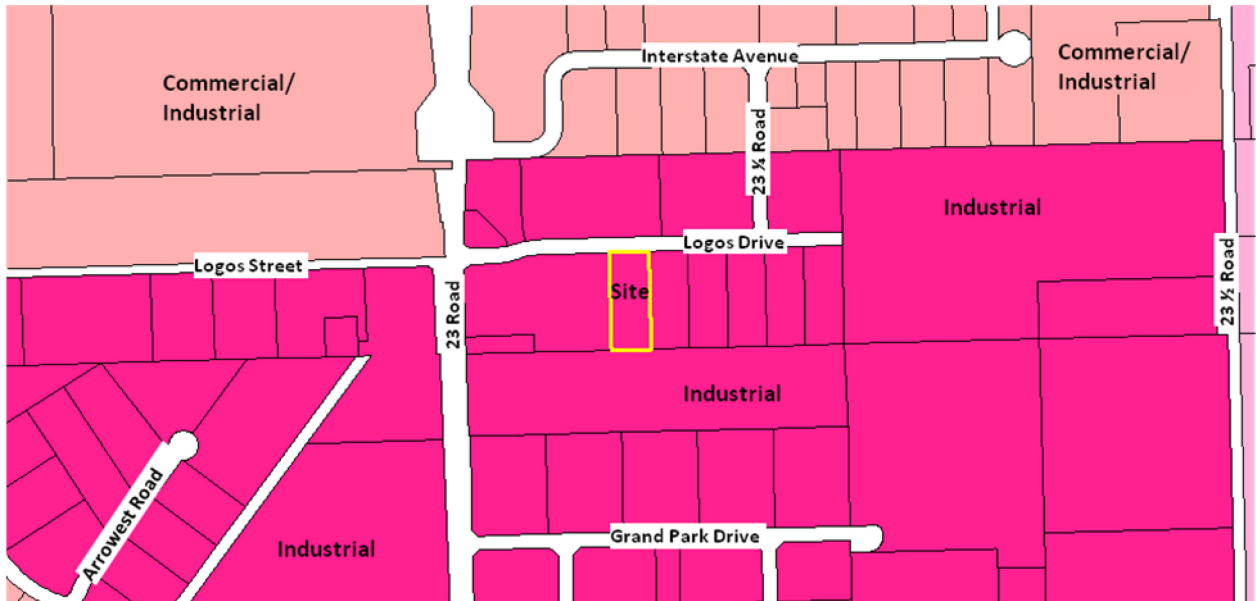 Interstate Avenue
Commercial/
Industrial
Commercial/
Industrial
23 ¼ Road
Industrial
Logos Drive
Logos Street
23 ½ Road
Site
23 Road
Industrial
Arrowest Road
Grand Park Drive
Industrial